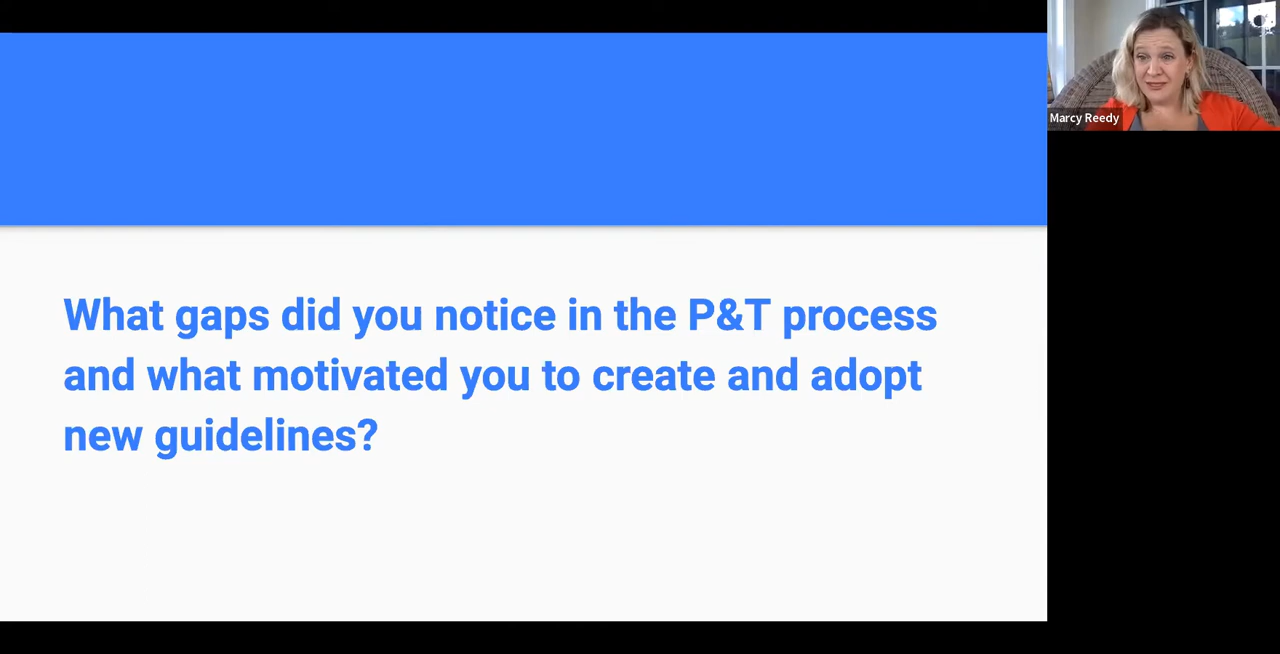 What gaps did you notice in the P&T process
and what motivated you to create and adopt
new guidelines?
Marcy Reedy